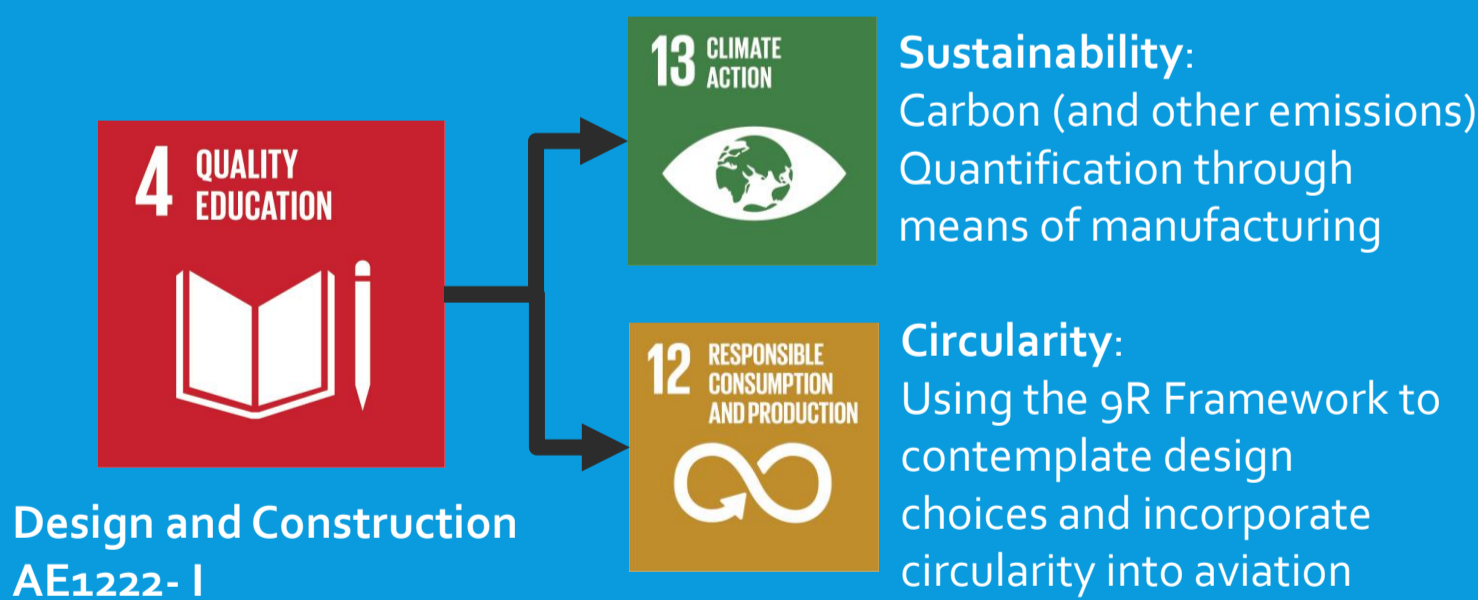 4 QUALITY
EDUCATION
Design and Construction
AE1222- I
13 CLIMATE
ACTION
Sustainability:
Carbon (and other emissions)
Quantification through
means of manufacturing
12 RESPONSIBLE
CONSUMPTION
AND PRODUCTION
Circularity:
Using the 9R Framework to
contemplate design
choices and incorporate
circularity into aviation